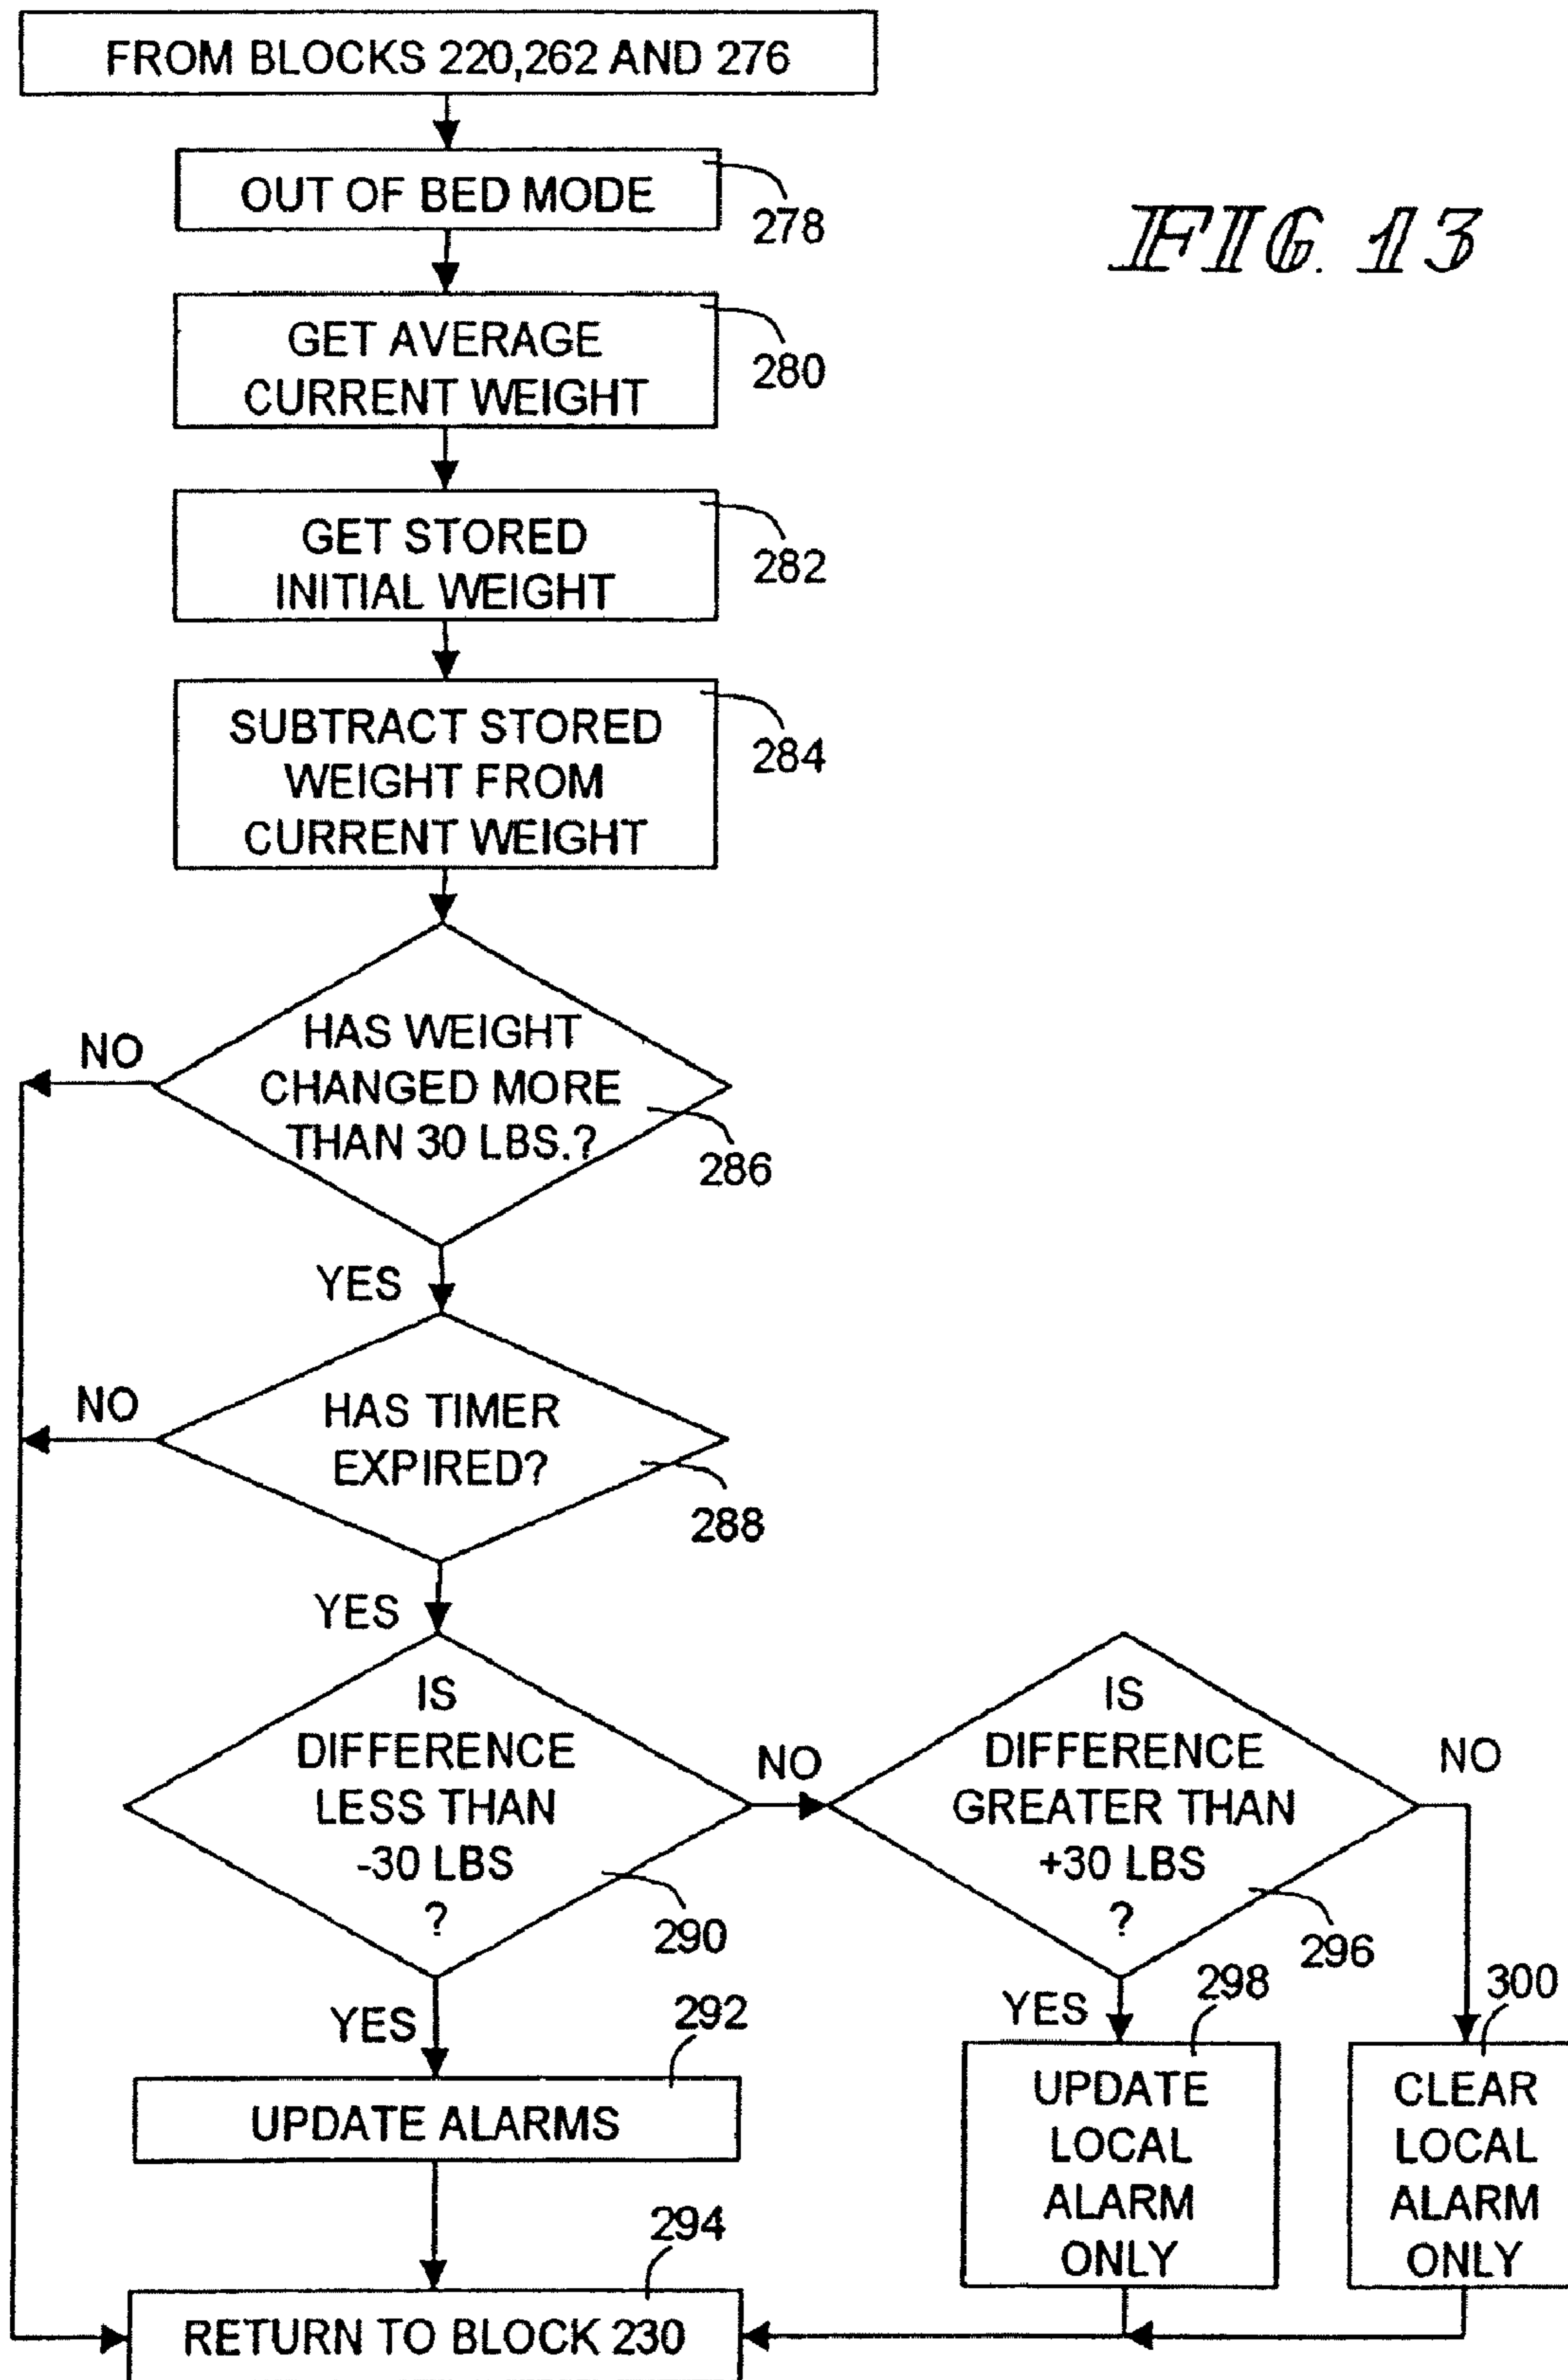 FROM BLOCKS 220,262 AND 276
OUT OF BED MODE
278
FIG. 13
GET AVERAGE
CURRENT WEIGHT
280
GET STORED
INITIAL WEIGHT
282
SUBTRACT STORED
WEIGHT FROM
CURRENT WEIGHT
284
HAS WEIGHT
CHANGED MORE
THAN 30 LBS.?
NO
286
YES
HAS TIMER
EXPIRED?
NO
288
YES
IS
DIFFERENCE
LESS THAN
-30 LBS
?
290
NO
IS
DIFFERENCE
GREATER THAN
+30 LBS
?
296
NO
YES
292
UPDATE ALARMS
YES
298
UPDATE
LOCAL
ALARM
ONLY
300
CLEAR
LOCAL
ALARM
ONLY
294
RETURN TO BLOCK 230